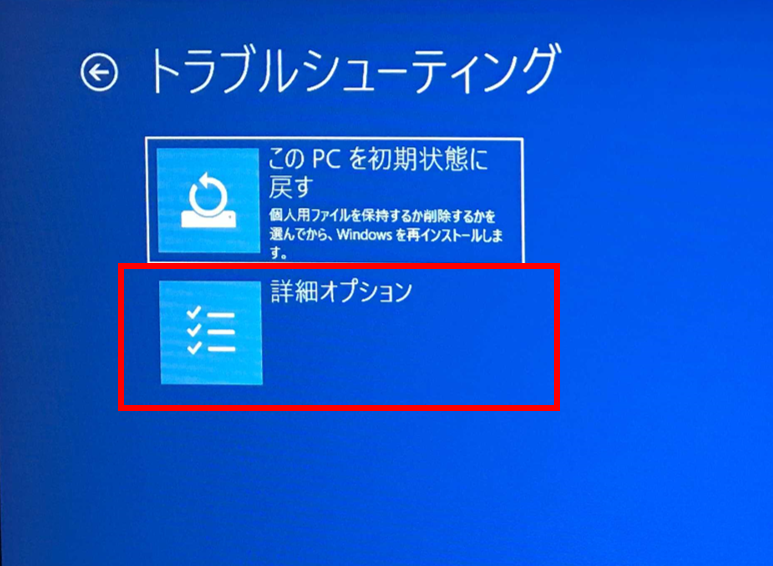 トラブルシューティング
この PC を初期状態に
戻す
個人用ファイルを保持するか削除するかを
選んでから、Windows を再インストールしま
す。
詳細オプション